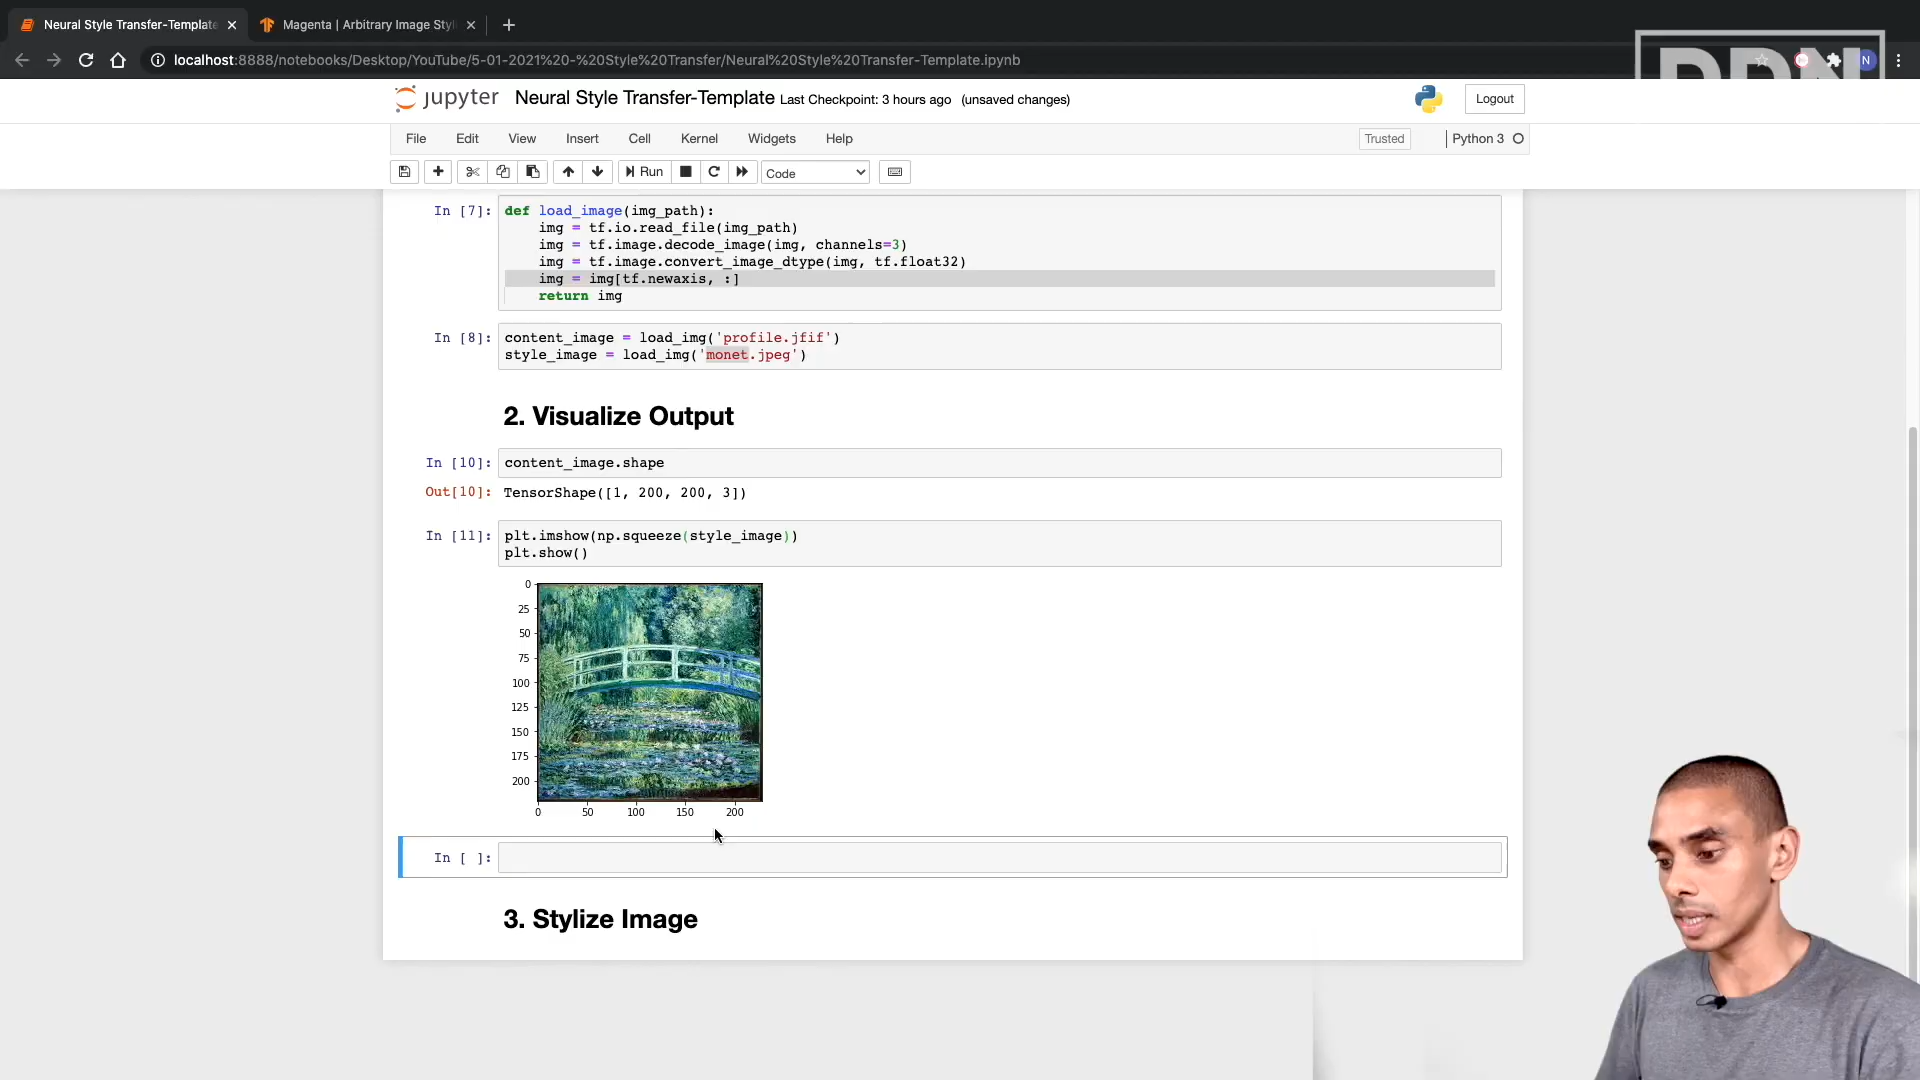 Neural Style Transfer-Template
Magenta | Arbitrary Image Styli
localhost:8888/notebooks/Desktop/YouTube/5-01-2021%20-%20Style%20Transfer/Neural%20Style%20Transfer-Template.ipynb
N
jupyter Neural Style Transfer-Template Last Checkpoint: 3 hours ago (unsaved changes)
Logout
File Edit View Insert Cell Kernel Widgets Help
Trusted Python 3
Run Code
In [7]: def load_image(img_path):
img = tf.io.read_file(img_path)
img = tf.image.decode_image(img, channels=3)
img = tf.image.convert_image_dtype(img, tf.float32)
img = img[tf.newaxis, :]
return img
In [8]: content_image = load_img('profile.jfif')
style_image = load_img('monet.jpeg')
2. Visualize Output
In [10]: content_image.shape
Out[10]: TensorShape([1, 200, 200, 3])
In [11]: plt.imshow(np.squeeze(style_image))
plt.show()
0
25
50
75
100
125
150
175
200
0 50 100 150 200
In [ ]:
3. Stylize Image